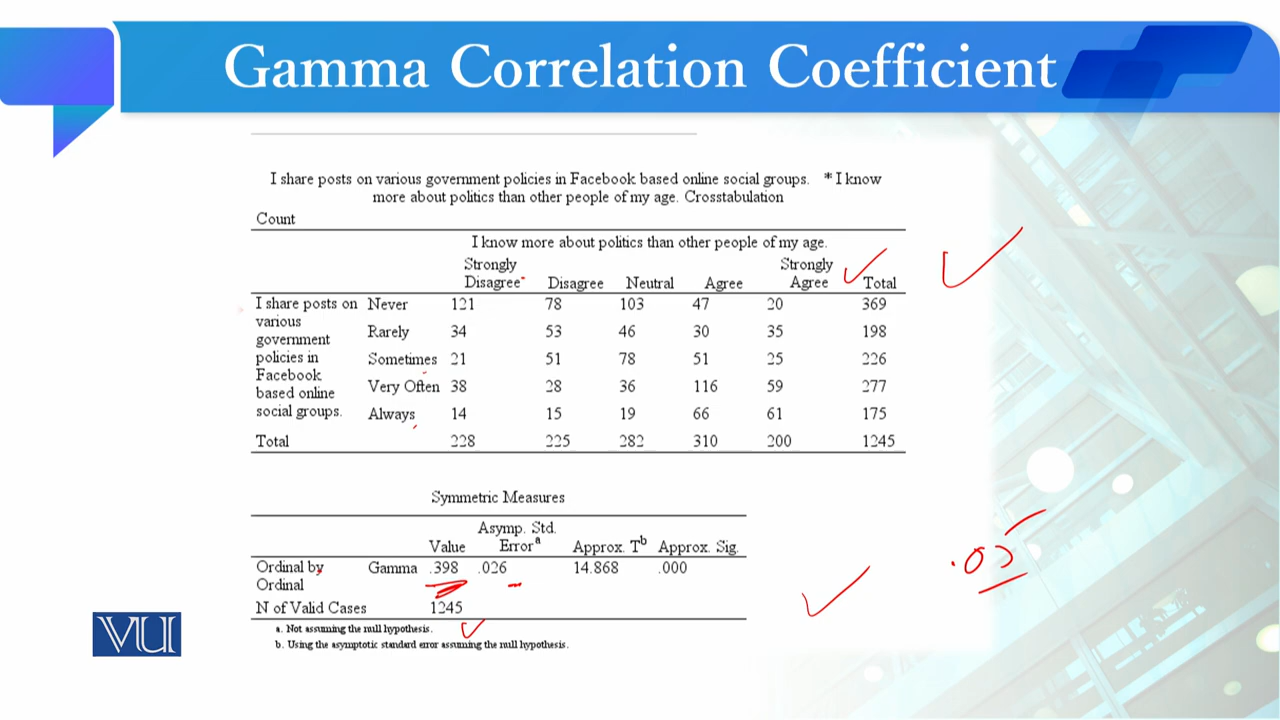 Gamma Correlation Coefficient
I share posts on various government policies in Facebook based online social groups. * I know
more about politics than other people of my age. Crosstabulation
Count
I know more about politics than other people of my age.
Strongly Disagree Disagree Neutral Agree Strongly Agree Total
I share posts on various government policies in Facebook based online social groups.
Never 121 78 103 47 20 369
Rarely 34 53 46 30 35 198
Sometimes 21 51 78 51 25 226
Very Often 38 28 36 116 59 277
Always 14 15 19 66 61 175
Total 228 225 282 310 200 1245
Symmetric Measures
Value Asymp. Std. Error a Approx. T b Approx. Sig.
Ordinal by Ordinal Gamma .398 .026 14.868 .000
N of Valid Cases 1245
a. Not assuming the null hypothesis.
b. Using the asymptotic standard error assuming the null hypothesis.
.05
VU